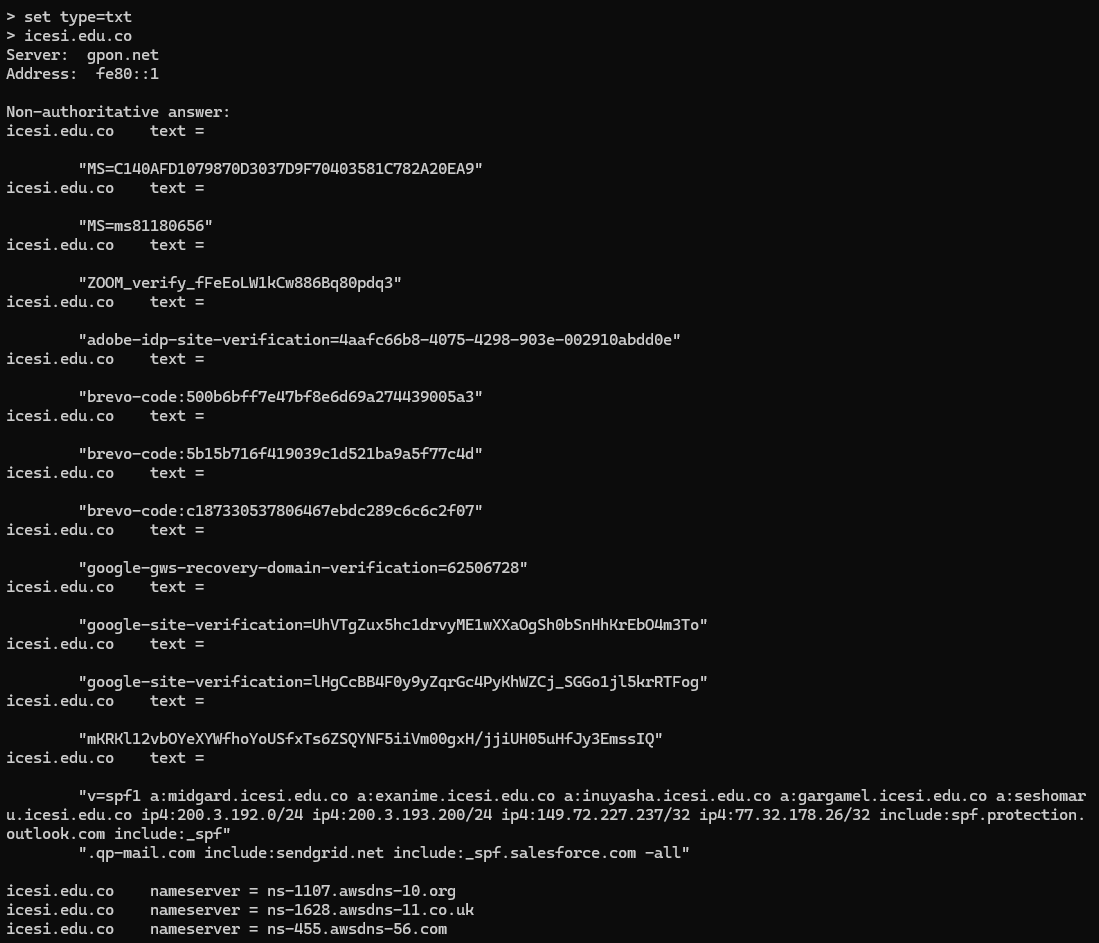 > set type=txt
> icesi.edu.co
Server:  gpon.net
Address:  fe80::1
Non-authoritative answer:
icesi.edu.co    text =
"MS=C140AFD1079870D3037D9F70403581C782A20EA9"
icesi.edu.co    text =
"MS=ms81180656"
icesi.edu.co    text =
"ZOOM_verify_fFeEoLW1kCw886Bq80pdq3"
icesi.edu.co    text =
"adobe-idp-site-verification=4aafc66b8-4075-4298-903e-002910abdd0e"
icesi.edu.co    text =
"brevo-code:500b6bff7e47bf8e6d69a274439005a3"
icesi.edu.co    text =
"brevo-code:5b15b716f419039c1d521ba9a5f77c4d"
icesi.edu.co    text =
"brevo-code:c187330537806467ebdc289c6c6c2f07"
icesi.edu.co    text =
"google-gws-recovery-domain-verification=62506728"
icesi.edu.co    text =
"google-site-verification=UhVTgZux5hc1drvyME1wXXaOgSh0bSnHhKrEbO4m3To"
icesi.edu.co    text =
"google-site-verification=lHgCcBB4F0y9yZqrGc4PyKhWZCj_SGGo1jl5krRTFog"
icesi.edu.co    text =
"mKRKl12vbOYeXYWfhoYoUSfxTs6ZSQYNF5iiVm00gxH/jjiUH05uHfJy3EmssIQ"
icesi.edu.co    text =
"v=spf1 a:midgard.icesi.edu.co a:exanime.icesi.edu.co a:inuyasha.icesi.edu.co a:gargamel.icesi.edu.co a:seshomar
u.icesi.edu.co ip4:200.3.192.0/24 ip4:200.3.193.200/24 ip4:149.72.227.237/32 ip4:77.32.178.26/32 include:spf.protection.
outlook.com include:_spf"
".qp-mail.com include:sendgrid.net include:_spf.salesforce.com -all"
icesi.edu.co    nameserver = ns-1107.awsdns-10.org
icesi.edu.co    nameserver = ns-1628.awsdns-11.co.uk
icesi.edu.co    nameserver = ns-455.awsdns-56.com